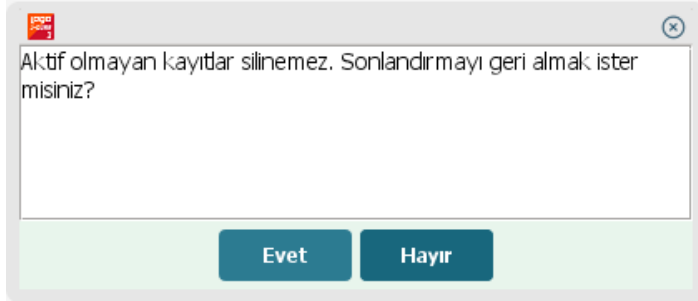 Aktif olmayan kayıtlar silinemez. Sonlandırmayı geri almak ister
misiniz?
Evet
Hayır